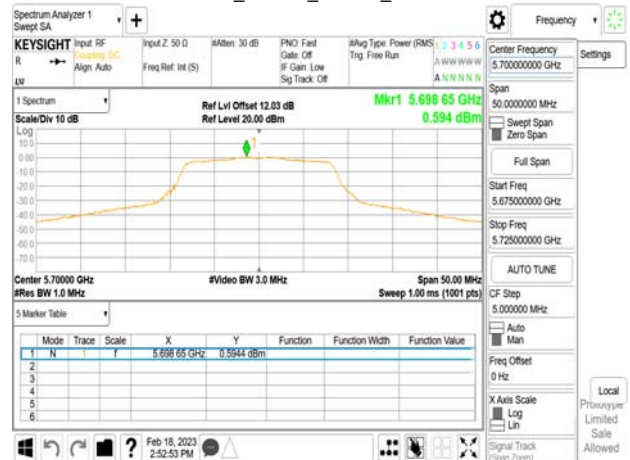 Spectrum Analyzer 1
Swept SA
Frequency
KEYSIGHT
R
LXI
Input: RF
Coupling: DC
Align: Auto
Input Z: 50 Ω
Freq Ref: Int (S)
#Atten: 30 dB
PNO: Fast
Gate: Off
IF Gain: Low
Sig Track: Off
#Avg Type: Power (RMS
Trig: Free Run
1 2 3 4 5 6
A W W W W W
A N N N N N
1 Spectrum
Scale/Div 10 dB
Ref Lvl Offset 12.03 dB
Ref Level 20.00 dBm
Mkr1 5.698 65 GHz
0.594 dBm
Log
10.0
0.00
-10.0
-20.0
-30.0
-40.0
-50.0
-60.0
-70.0
1
Center 5.70000 GHz
#Res BW 1.0 MHz
#Video BW 3.0 MHz
Span 50.00 MHz
Sweep 1.00 ms (1001 pts)
5 Marker Table
Mode Trace Scale X Y Function Function Width Function Value
1 N 1 f 5.698 65 GHz 0.5944 dBm
2
3
4
5
6
Feb 18, 2023
2:52:53 PM
Center Frequency
5.700000000 GHz
Settings
Span
50.0000000 MHz
Swept Span
Zero Span
Full Span
Start Freq
5.675000000 GHz
Stop Freq
5.725000000 GHz
AUTO TUNE
CF Step
5.000000 MHz
Auto
Man
Freq Offset
0 Hz
X Axis Scale
Log
Lin
Signal Track
(Span Zoom)
Local
Prototype
Limited
Sale
Allowed